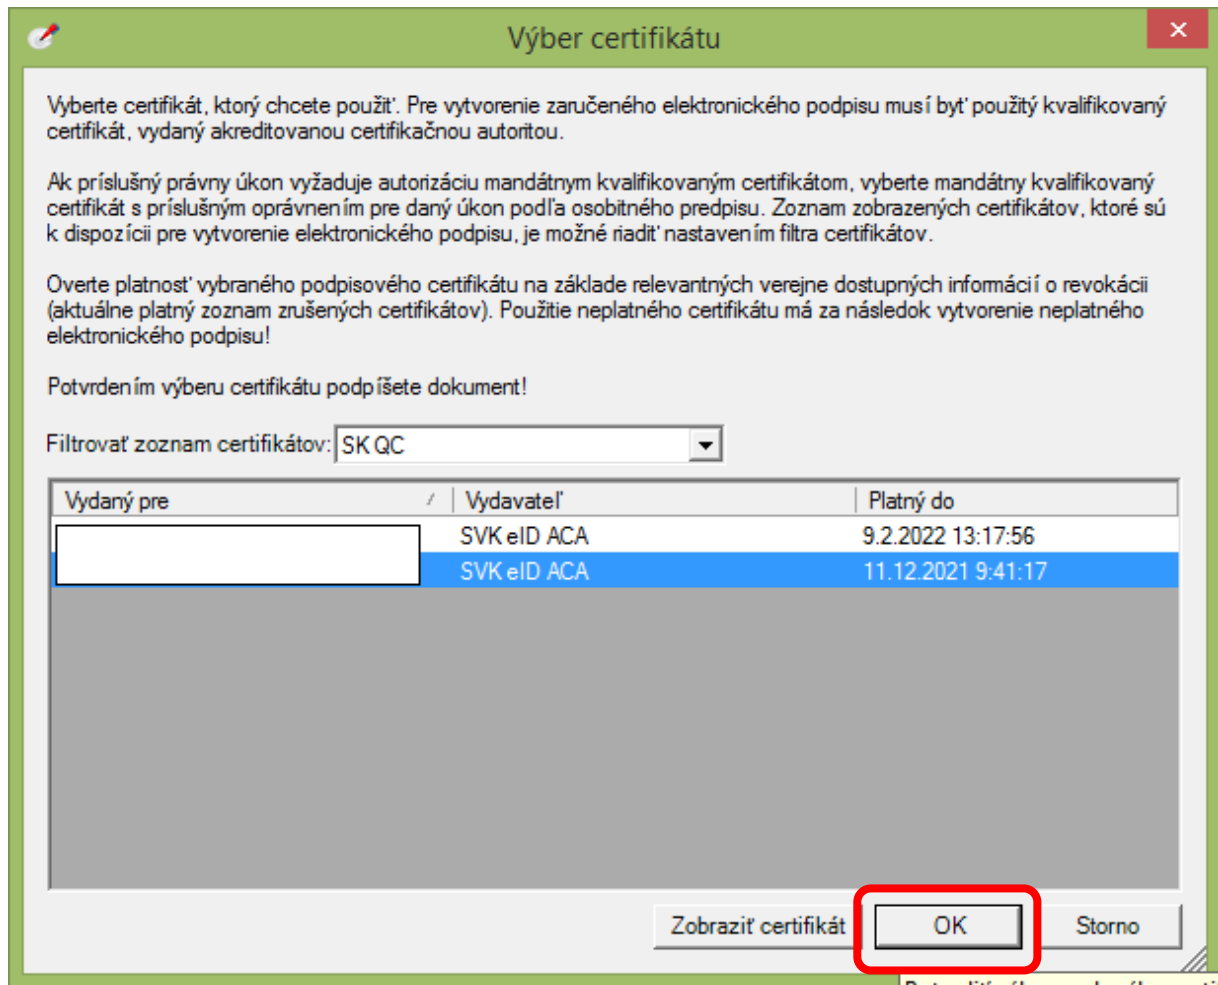 Výber certifikátu
Vyberte certifikát, ktorý chcete použiť. Pre vytvorenie zaručeného elektronického podpisu musí byť použitý kvalifikovaný
certifikát, vydaný akreditovanou certifikačnou autoritou.
Ak príslušný právny úkon vyžaduje autorizáciu mandátnym kvalifikovaným certifikátom, vyberte mandátny kvalifikovaný
certifikát s príslušným oprávnením pre daný úkon podľa osobitného predpisu. Zoznam zobrazených certifikátov, ktoré sú
k dispozícii pre vytvorenie elektronického podpisu, je možné riadiť nastavením filtra certifikátov.
Overte platnosť vybraného podpisového certifikátu na základe relevantných verejne dostupných informácií o revokácii
(aktuálne platný zoznam zrušených certifikátov). Použitie neplatného certifikátu má za následok vytvorenie neplatného
elektronického podpisu!
Potvrdením výberu certifikátu podpíšete dokument!
Filtrovať zoznam certifikátov: SK QC
Vydaný pre Vydavateľ Platný do
SVK eID ACA 9.2.2022 13:17:56
SVK eID ACA 11.12.2021 9:41:17
Zobraziť certifikát OK Storno